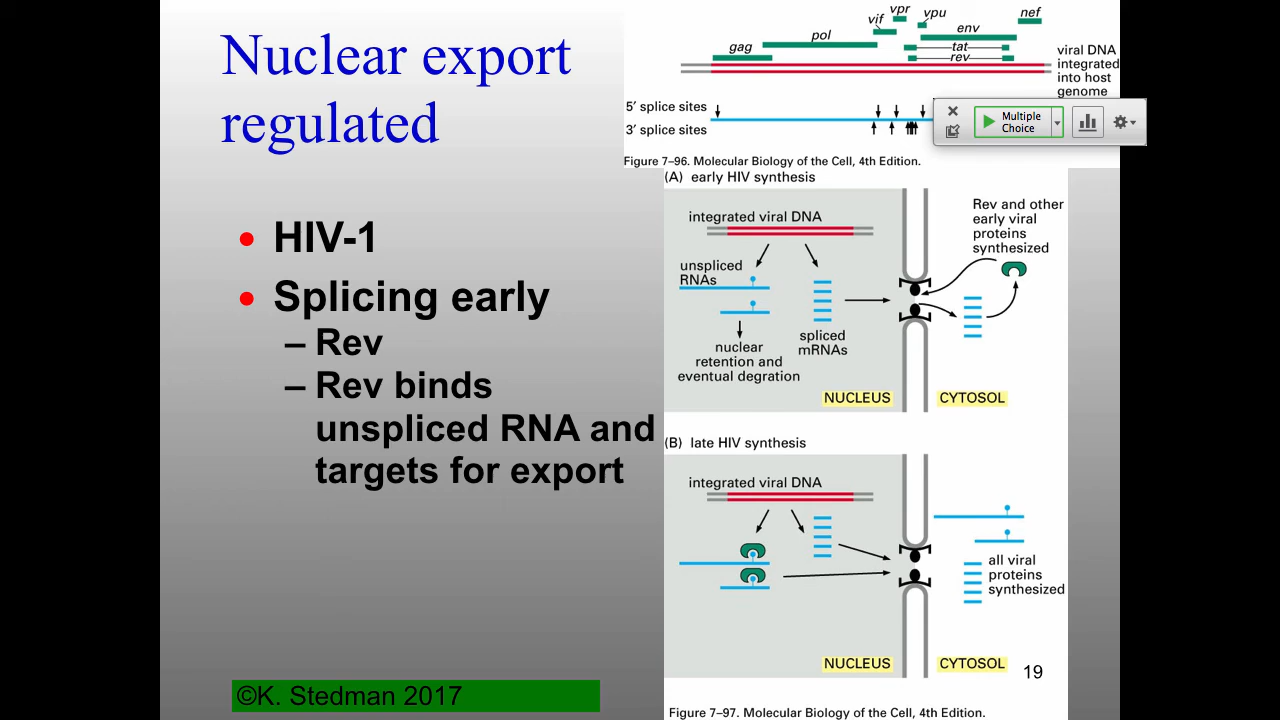 Nuclear export
regulated
• HIV-1
• Splicing early
– Rev
– Rev binds
unspliced RNA and
targets for export
©K. Stedman 2017
gag
pol
vif
vpr
vpu
env
tat
rev
nef
viral DNA
integrated
into host
genome
5′ splice sites
3′ splice sites
Multiple
Choice
Figure 7–96. Molecular Biology of the Cell, 4th Edition.
(A) early HIV synthesis
integrated viral DNA
unspliced
RNAs
spliced
mRNAs
nuclear
retention and
eventual degration
Rev and other
early viral
proteins
synthesized
NUCLEUS
CYTOSOL
(B) late HIV synthesis
integrated viral DNA
all viral
proteins
synthesized
NUCLEUS
CYTOSOL
19
Figure 7–97. Molecular Biology of the Cell, 4th Edition.